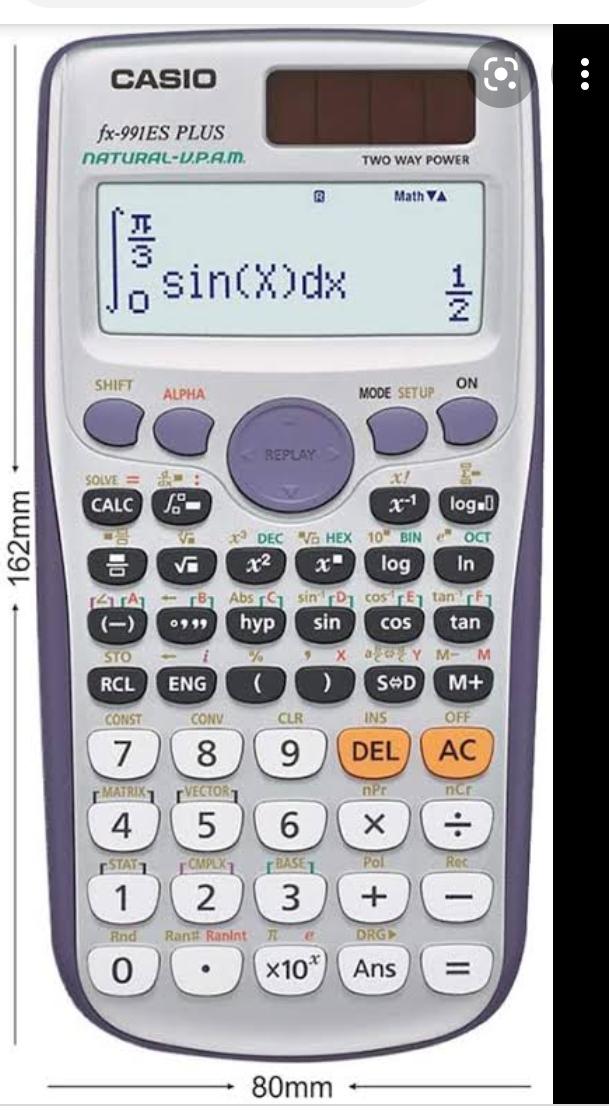 CASIO
fx-991ES PLUS
NATURAL-V.P.A.M.
TWO WAY POWER
R Math▼▲
∫ π/3 0 sin(X)dx 1/2
SHIFT ALPHA MODE SETUP ON
REPLAY
SOLVE = d/dx■ : x! Σ■
CALC ∫■ x⁻¹ log■□
■ ³√■ x³ DEC ■√□ HEX 10■ BIN e■ OCT
√■ x² x■ log ln
∠ A ← B Abs C sin⁻¹ D cos⁻¹ E tan⁻¹ F
(−) °,,, hyp sin cos tan
STO ← i % , X a b/c⇔d/c Y M− M
RCL ENG ( ) S⇔D M+
CONST CONV CLR INS OFF
7 8 9 DEL AC
MATRIX VECTOR nPr nCr
4 5 6 × ÷
STAT CMPLX BASE Pol Rec
1 2 3 + −
Rnd Ran# RanInt π e DRG▶
0 . ×10ˣ Ans =
162mm
80mm